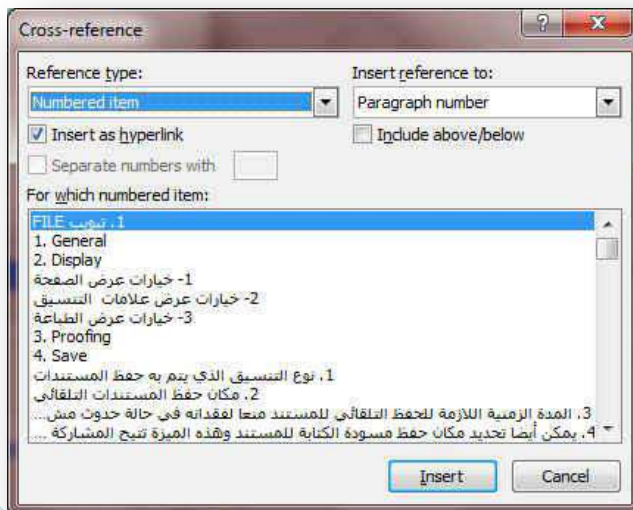 Cross-reference
Reference type:
Insert reference to:
Numbered item
Paragraph number
Insert as hyperlink
Include above/below
Separate numbers with
For which numbered item:
1. تبويب FILE
1. General
2. Display
1- خيارات عرض الصفحة
2- خيارات عرض علامات التنسيق
3- خيارات عرض الطباعة
3. Proofing
4. Save
1. نوع التنسيق الذي يتم به حفظ المستندات
2. مكان حفظ المستندات التلقائي
3. المدة الزمنية اللازمة للحفظ التلقائي للمستند منعا لفقدانه في حالة حدوث مش...
4. يمكن أيضا تحديد مكان حفظ مسودة الكتابة للمستند وهذه الميزة تتيح المشاركة ...
Insert
Cancel